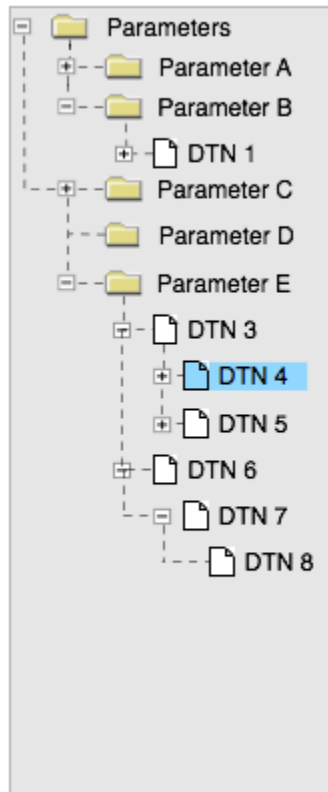 Parameters
Parameter A
Parameter B
DTN 1
Parameter C
Parameter D
Parameter E
DTN 3
DTN 4
DTN 5
DTN 6
DTN 7
DTN 8